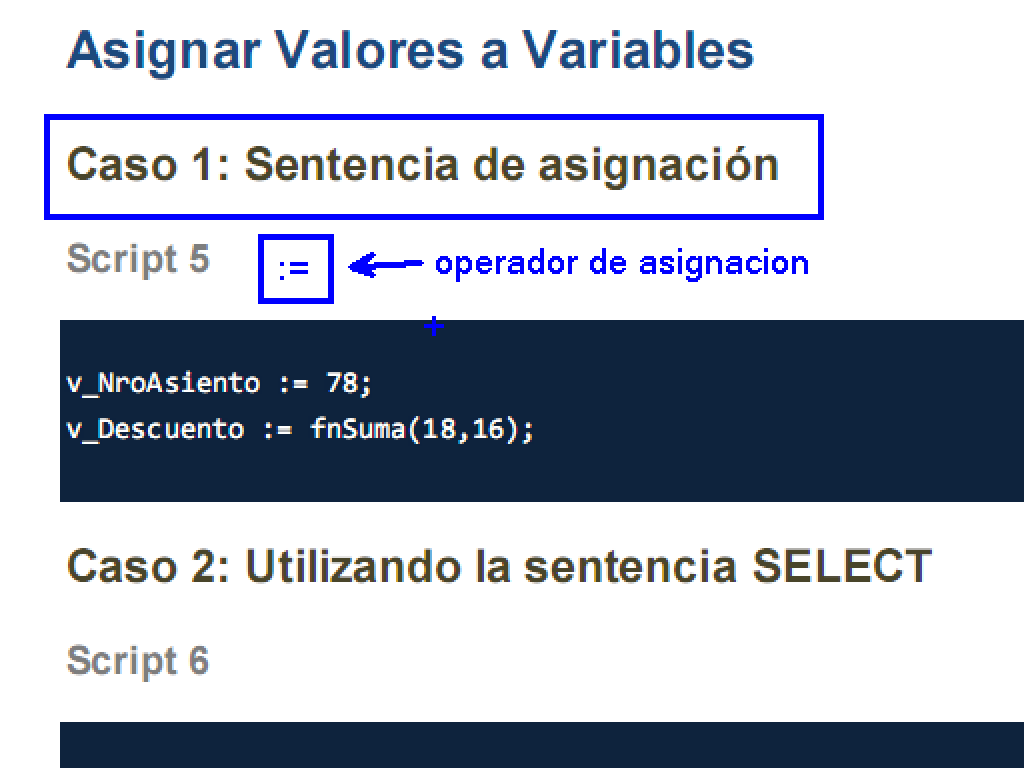 Asignar Valores a Variables
Caso 1: Sentencia de asignación
Script 5 := operador de asignacion
v_NroAsiento := 78;
v_Descuento := fnSuma(18,16);
Caso 2: Utilizando la sentencia SELECT
Script 6